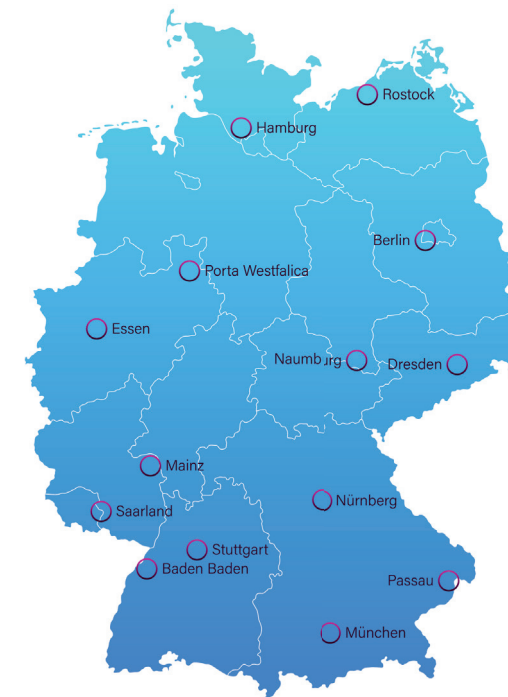 Rostock
Hamburg
Berlin
Porta Westfalica
Essen
Naumburg
Dresden
Mainz
Nürnberg
Saarland
Stuttgart
Baden Baden
Passau
München